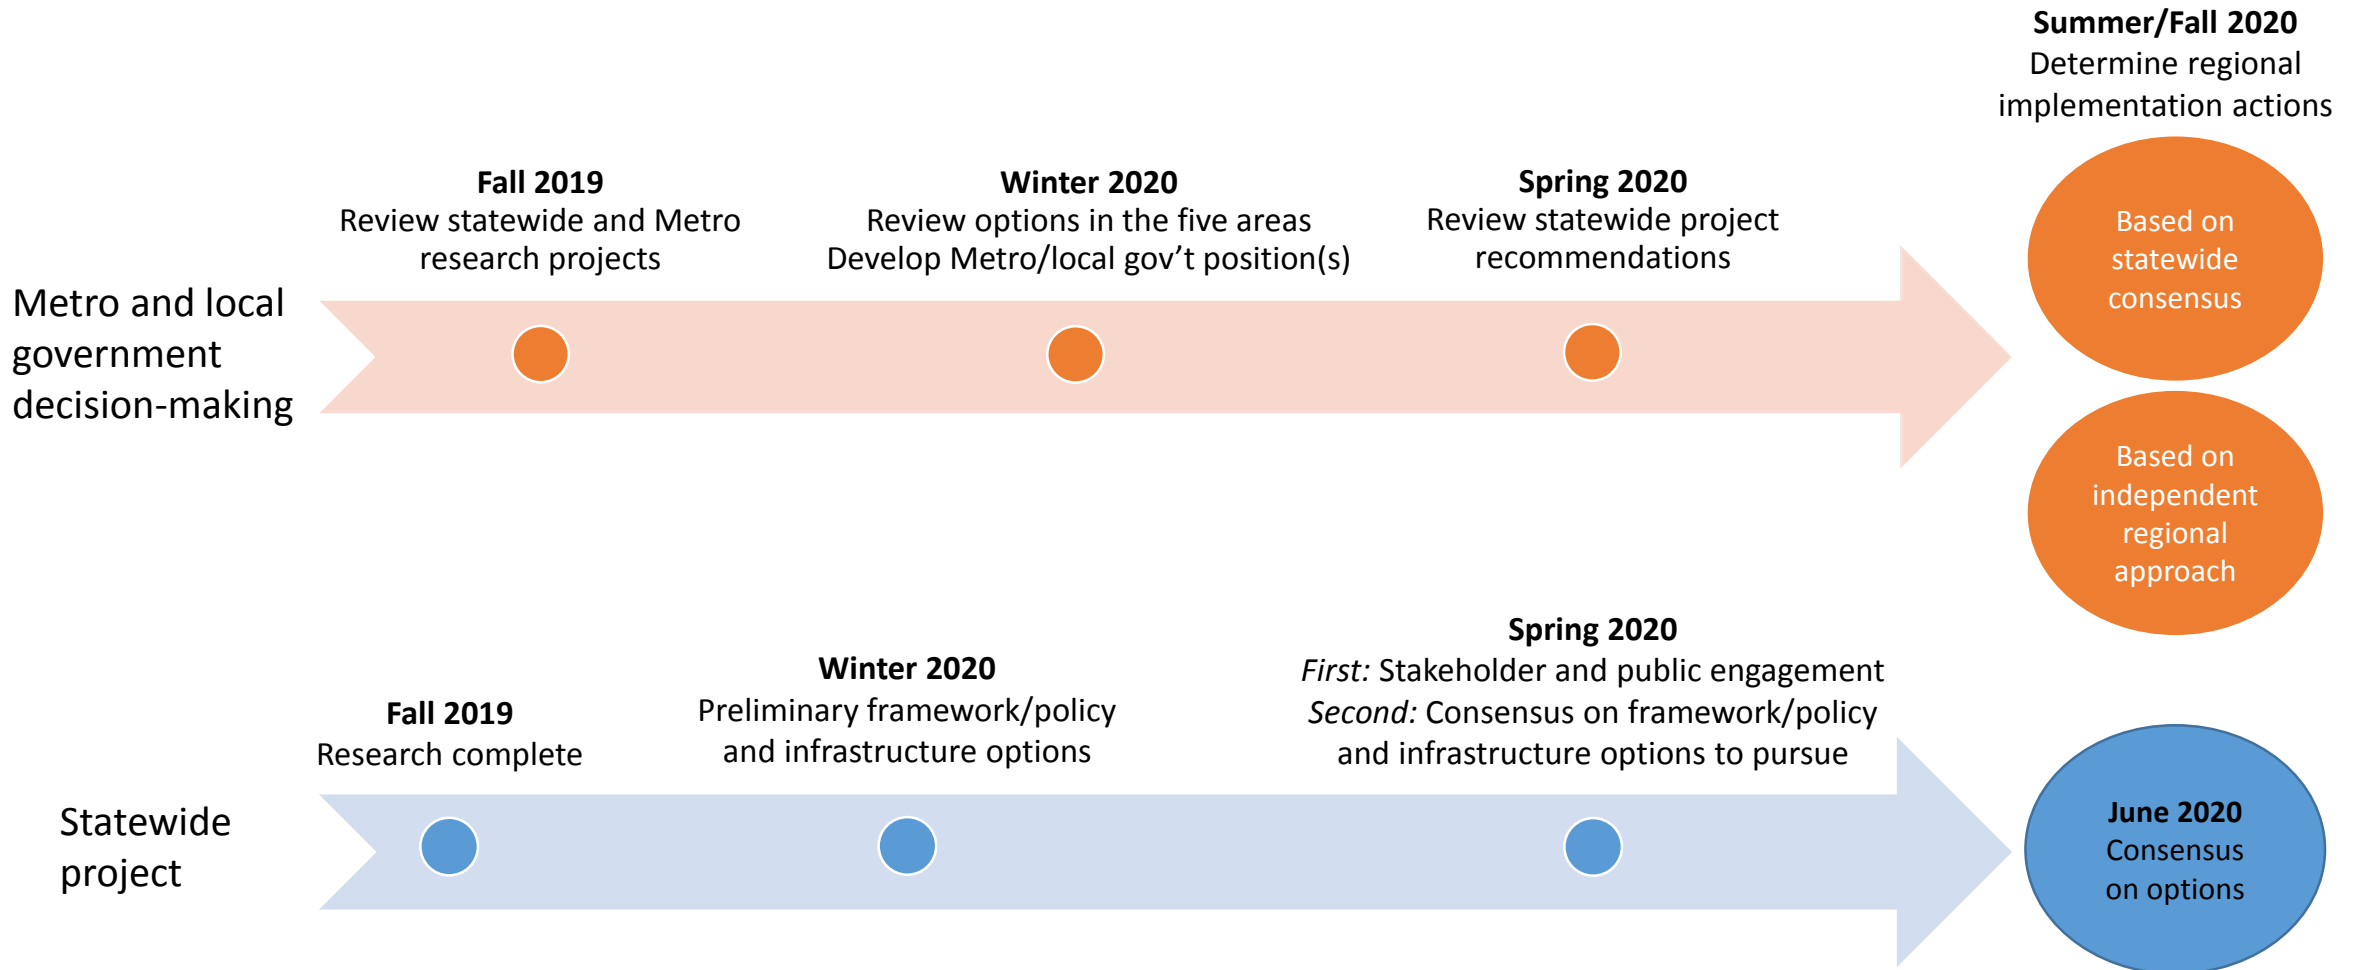 Summer/Fall 2020
Determine regional
implementation actions
Fall 2019
Review statewide and Metro
research projects
Winter 2020
Review options in the five areas
Develop Metro/local gov’t position(s)
Spring 2020
Review statewide project
recommendations
Metro and local
government
decision-making
Based on
statewide
consensus
Based on
independent
regional
approach
Fall 2019
Research complete
Winter 2020
Preliminary framework/policy
and infrastructure options
Spring 2020
First: Stakeholder and public engagement
Second: Consensus on framework/policy
and infrastructure options to pursue
Statewide
project
June 2020
Consensus
on options